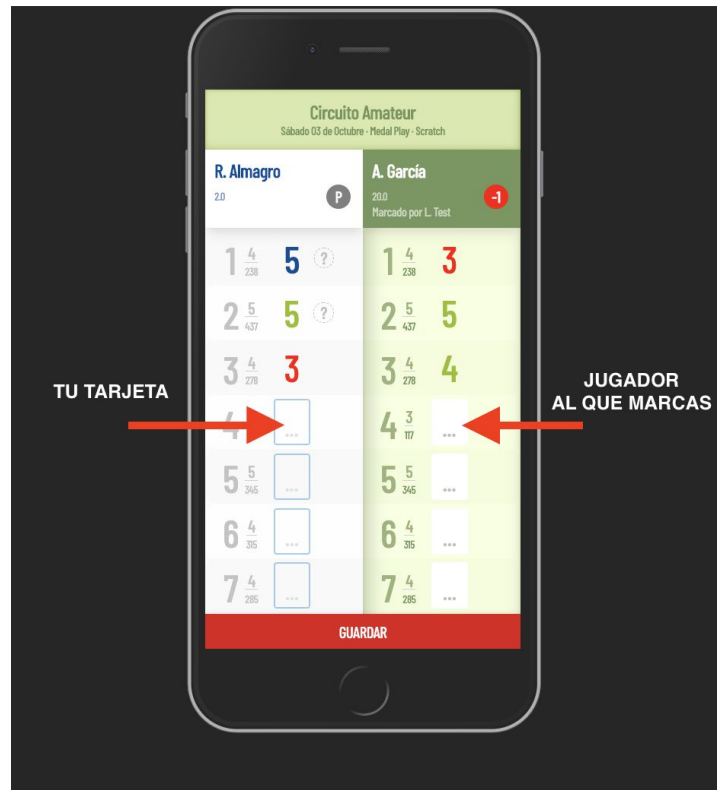 Circuito Amateur
Sábado 03 de Octubre - Medal Play - Scratch
R. Almagro
2.0
P
A. García
20.0
Marcado por L. Test
-1
1 4 238 5 ?
1 4 238 3
2 5 437 5 ?
2 5 437 5
3 4 278 3
3 4 278 4
TU TARJETA
4 ...
4 3 117 ...
JUGADOR
AL QUE MARCAS
5 5 345 ...
5 5 345 ...
6 4 315 ...
6 4 315 ...
7 4 285 ...
7 4 285 ...
GUARDAR